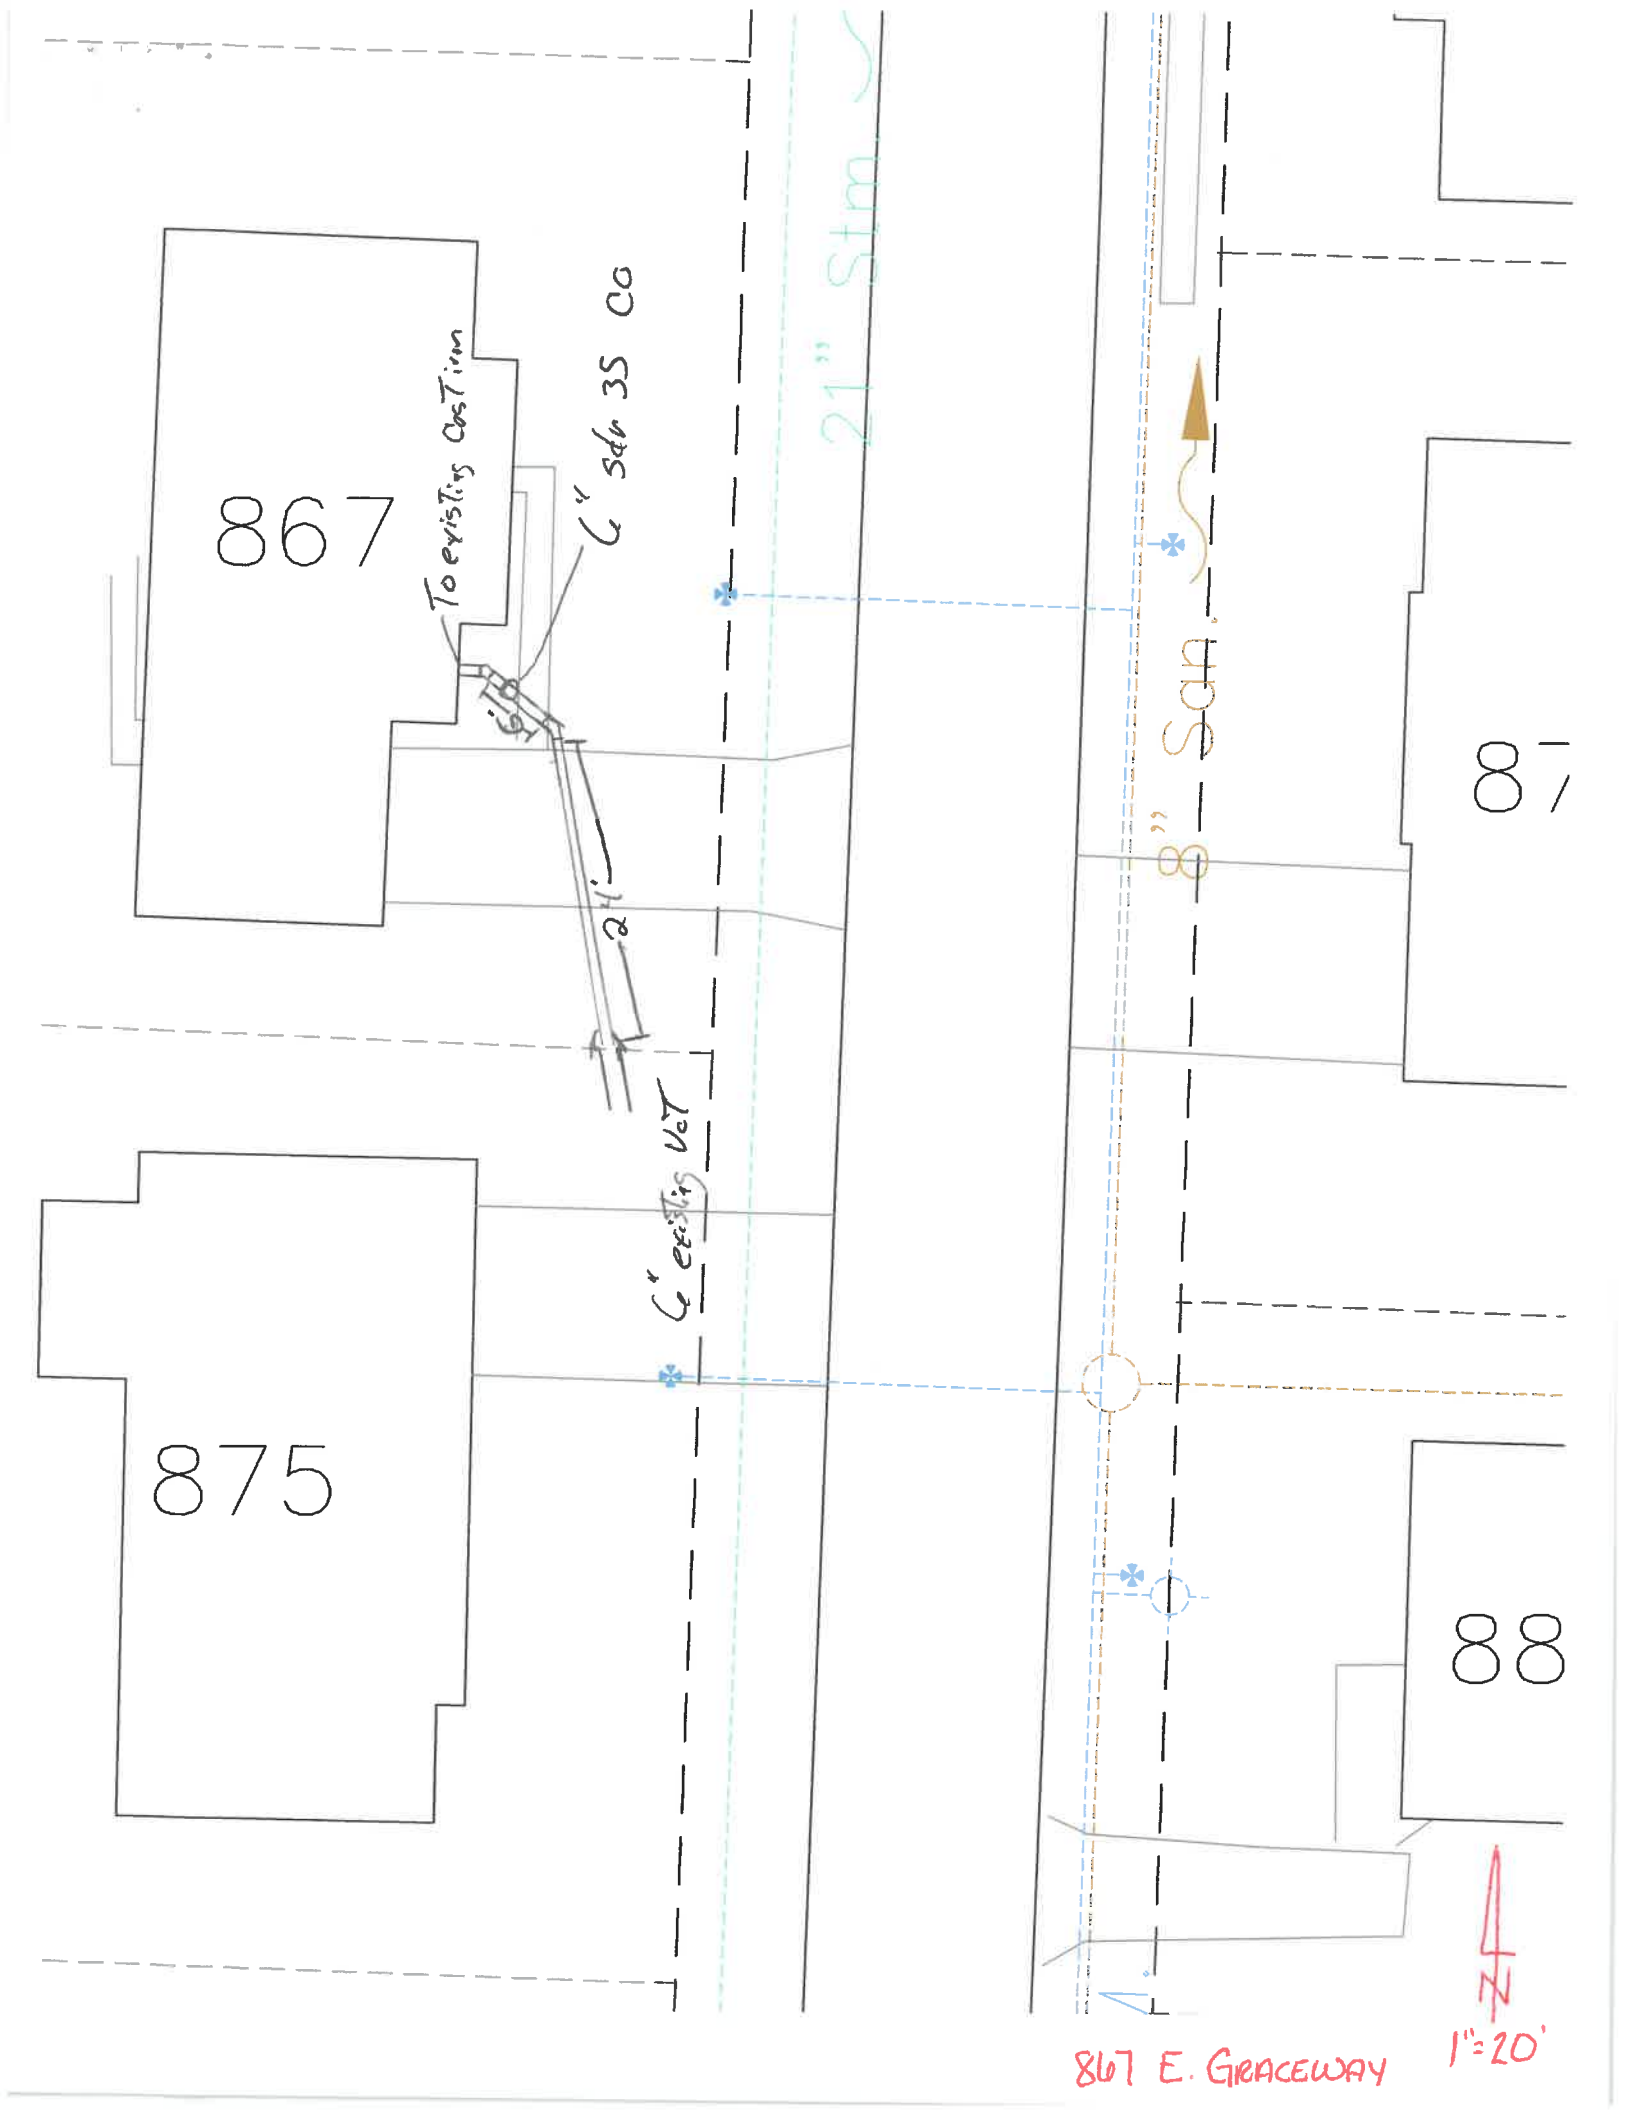 21" Stm.
To existing Cast iron
6" sdr 35 CO
867
6'
24'
8" San.
87
6" existing VCT
875
88
N
1"=20'
867 E. GRACEWAY